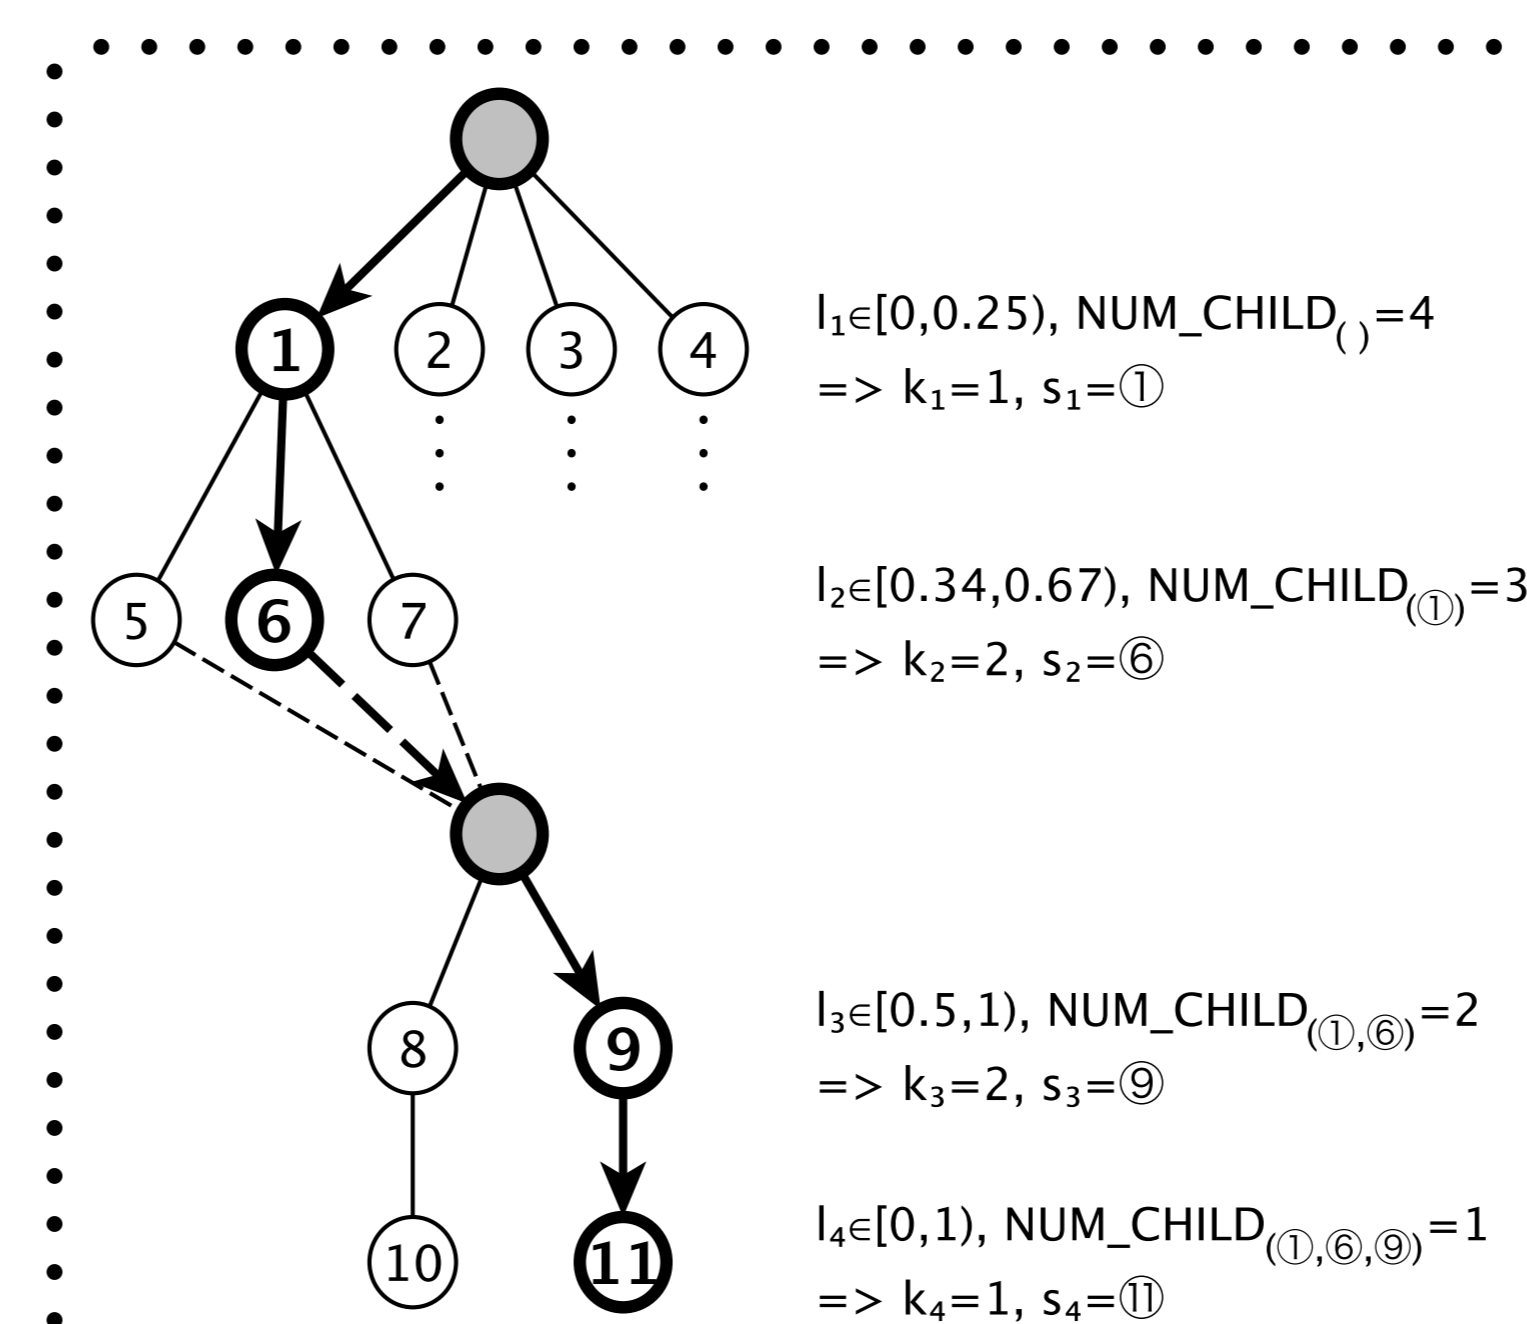 1
2
3
4
l₁∈[0,0.25), NUM_CHILD₍ ₎=4
=> k₁=1, s₁=①
5
6
7
l₂∈[0.34,0.67), NUM_CHILD₍①₎=3
=> k₂=2, s₂=⑥
8
9
l₃∈[0.5,1), NUM_CHILD₍①,⑥₎=2
=> k₃=2, s₃=⑨
10
11
l₄∈[0,1), NUM_CHILD₍①,⑥,⑨₎=1
=> k₄=1, s₄=⑪